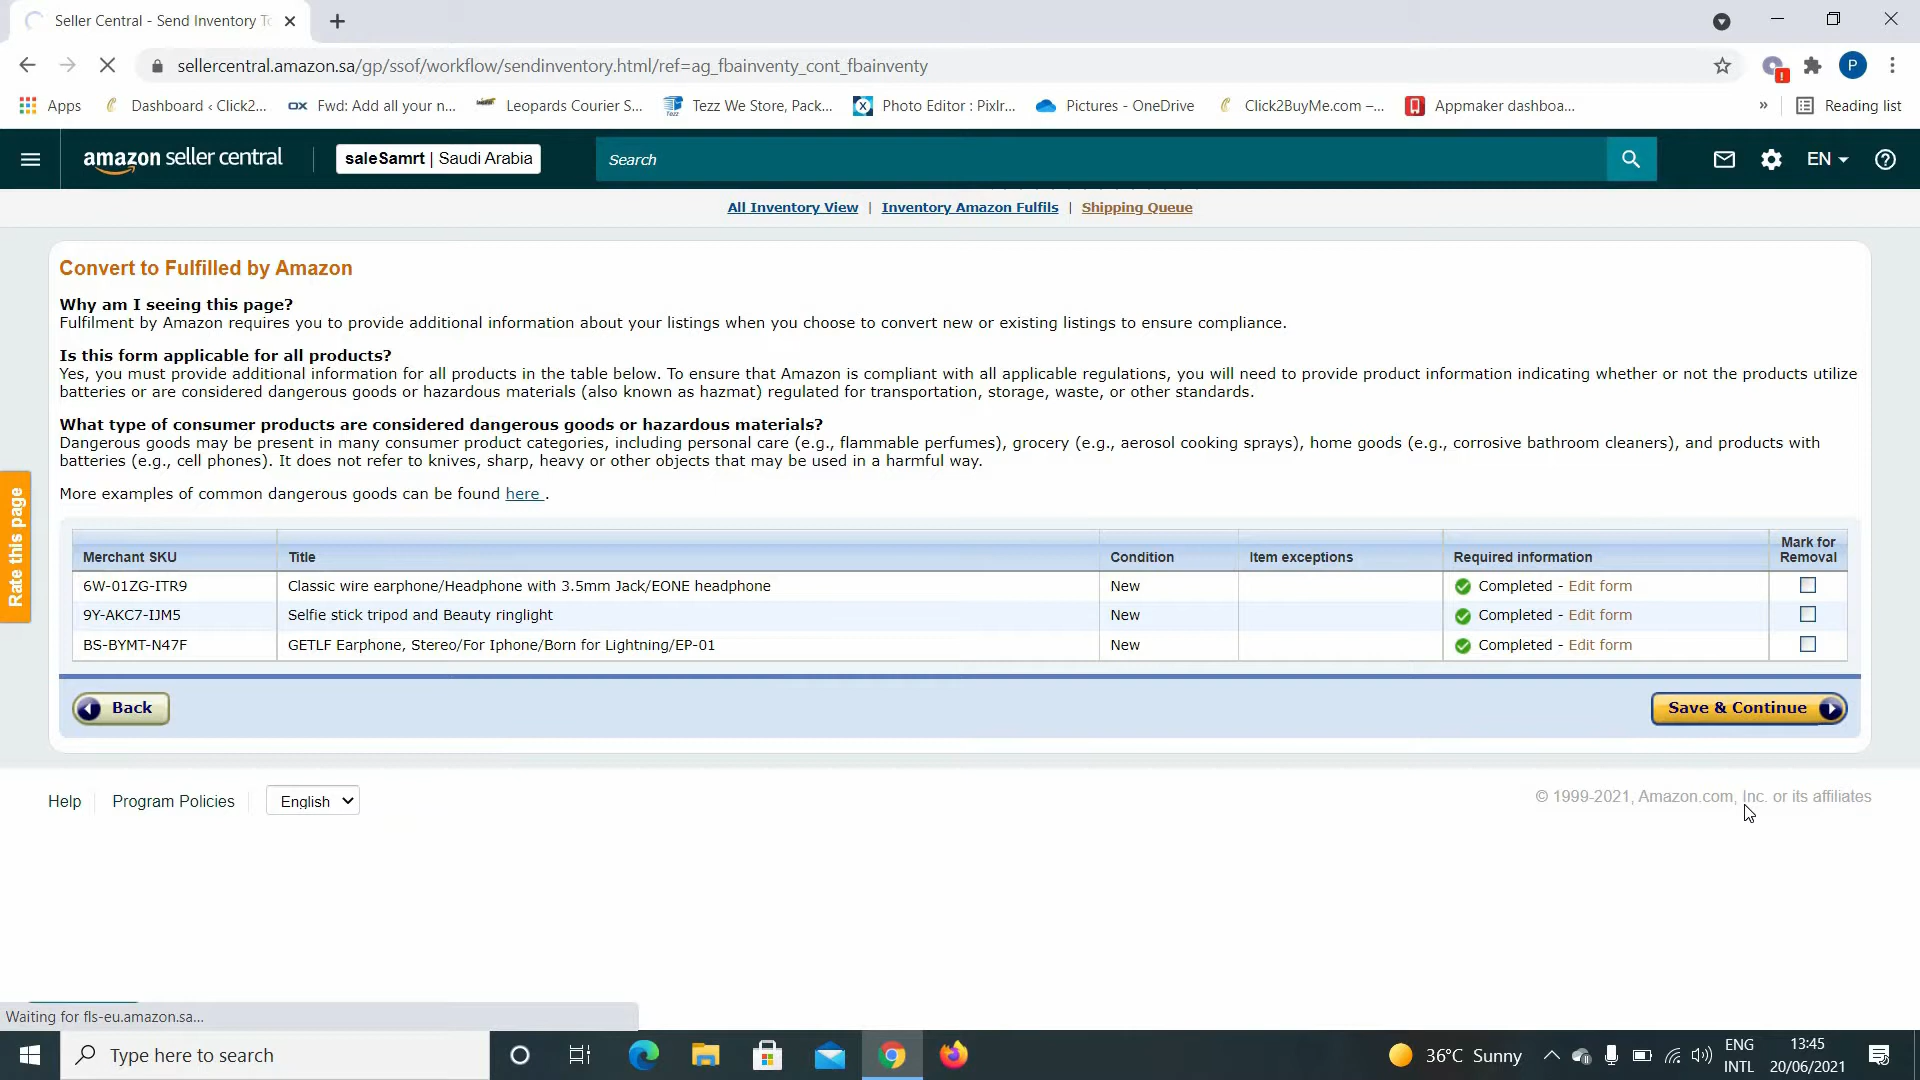 Seller Central - Send Inventory To
sellercentral.amazon.sa/gp/ssof/workflow/sendinventory.html/ref=ag_fbainventy_cont_fbainventy
P
Apps
Dashboard ‹ Click2...
OX
Fwd: Add all your n...
Leopards Courier S...
Tezz We Store, Pack...
Photo Editor : Pixlr...
Pictures - OneDrive
Click2BuyMe.com –...
Appmaker dashboa...
»
Reading list
amazon seller central
saleSamrt | Saudi Arabia
Search
EN
All Inventory View | Inventory Amazon Fulfils | Shipping Queue
Convert to Fulfilled by Amazon
Why am I seeing this page?
Fulfilment by Amazon requires you to provide additional information about your listings when you choose to convert new or existing listings to ensure compliance.
Is this form applicable for all products?
Yes, you must provide additional information for all products in the table below. To ensure that Amazon is compliant with all applicable regulations, you will need to provide product information indicating whether or not the products utilize
batteries or are considered dangerous goods or hazardous materials (also known as hazmat) regulated for transportation, storage, waste, or other standards.
What type of consumer products are considered dangerous goods or hazardous materials?
Dangerous goods may be present in many consumer product categories, including personal care (e.g., flammable perfumes), grocery (e.g., aerosol cooking sprays), home goods (e.g., corrosive bathroom cleaners), and products with
batteries (e.g., cell phones). It does not refer to knives, sharp, heavy or other objects that may be used in a harmful way.
More examples of common dangerous goods can be found here .
Rate this page
Merchant SKU Title Condition Item exceptions Required information Mark for Removal
6W-01ZG-ITR9 Classic wire earphone/Headphone with 3.5mm Jack/EONE headphone New Completed - Edit form
9Y-AKC7-IJM5 Selfie stick tripod and Beauty ringlight New Completed - Edit form
BS-BYMT-N47F GETLF Earphone, Stereo/For Iphone/Born for Lightning/EP-01 New Completed - Edit form
Back
Save & Continue
Help
Program Policies
English
© 1999-2021, Amazon.com, Inc. or its affiliates
Waiting for fls-eu.amazon.sa...
Type here to search
36°C Sunny
ENG
INTL
13:45
20/06/2021